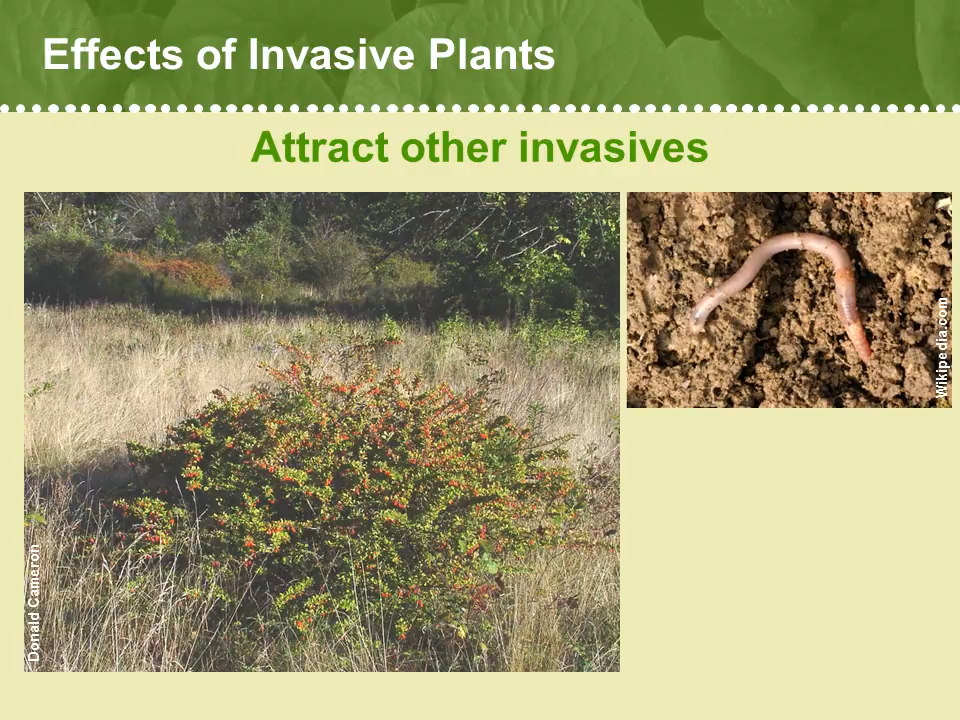 Effects of Invasive Plants
Attract other invasives
Donald Cameron
Wikipedia.com